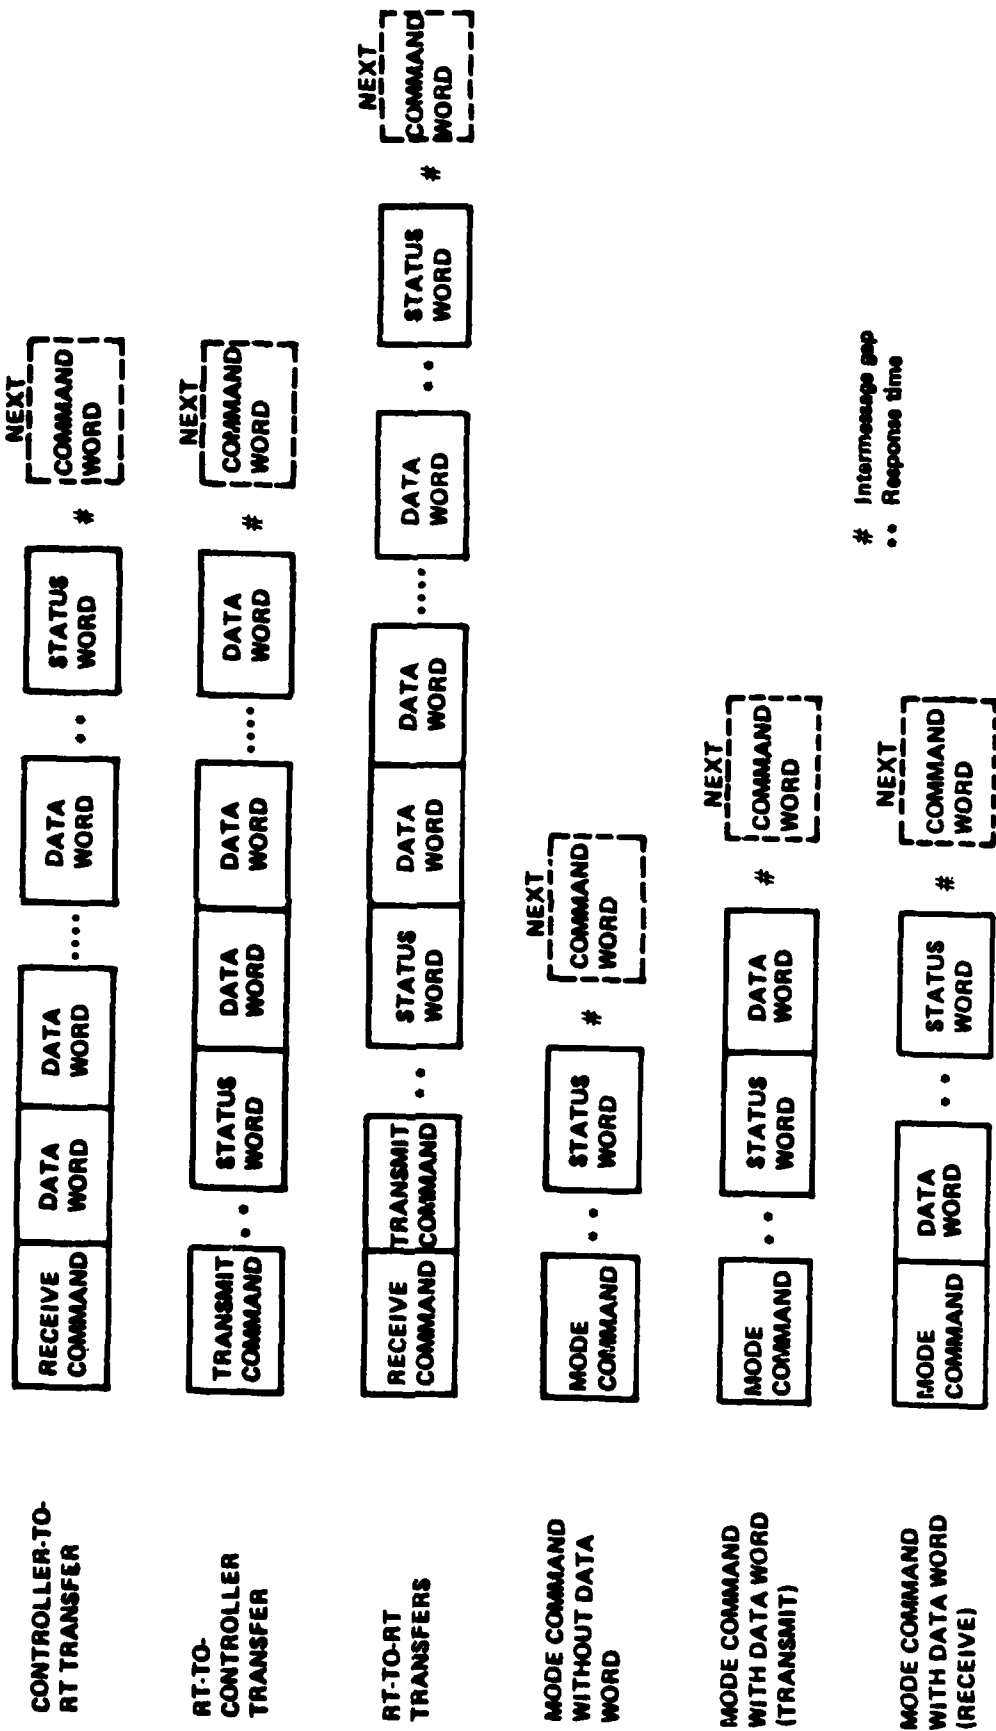 CONTROLLER-TO-
RT TRANSFER
RECEIVE
COMMAND
DATA
WORD
DATA
WORD
....
DATA
WORD
**
STATUS
WORD
#
NEXT
COMMAND
WORD
RT-TO-
CONTROLLER
TRANSFER
TRANSMIT
COMMAND
**
STATUS
WORD
DATA
WORD
DATA
WORD
....
DATA
WORD
#
NEXT
COMMAND
WORD
RT-TO-RT
TRANSFERS
RECEIVE
COMMAND
TRANSMIT
COMMAND
**
STATUS
WORD
DATA
WORD
DATA
WORD
....
DATA
WORD
**
STATUS
WORD
#
NEXT
COMMAND
WORD
MODE COMMAND
WITHOUT DATA
WORD
MODE
COMMAND
**
STATUS
WORD
#
NEXT
COMMAND
WORD
MODE COMMAND
WITH DATA WORD
(TRANSMIT)
MODE
COMMAND
**
STATUS
WORD
DATA
WORD
#
NEXT
COMMAND
WORD
MODE COMMAND
WITH DATA WORD
(RECEIVE)
MODE
COMMAND
DATA
WORD
**
STATUS
WORD
#
NEXT
COMMAND
WORD
# Intermessage gap
** Response time